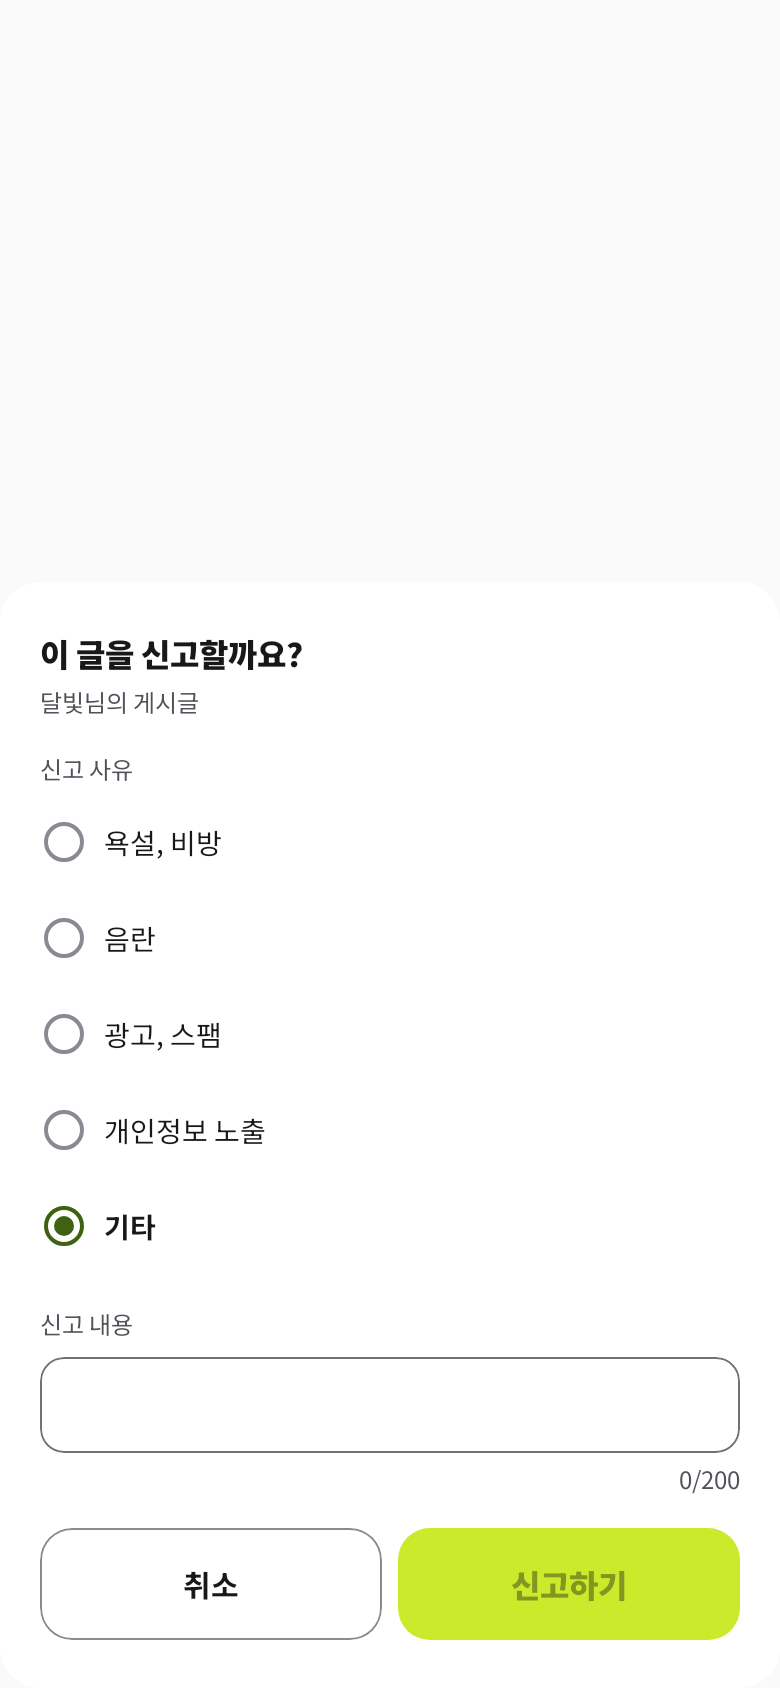 이 글을 신고할까요?
달빛님의 게시글
신고 사유
욕설, 비방
음란
광고, 스팸
개인정보 노출
기타
신고 내용
0/200
취소
신고하기